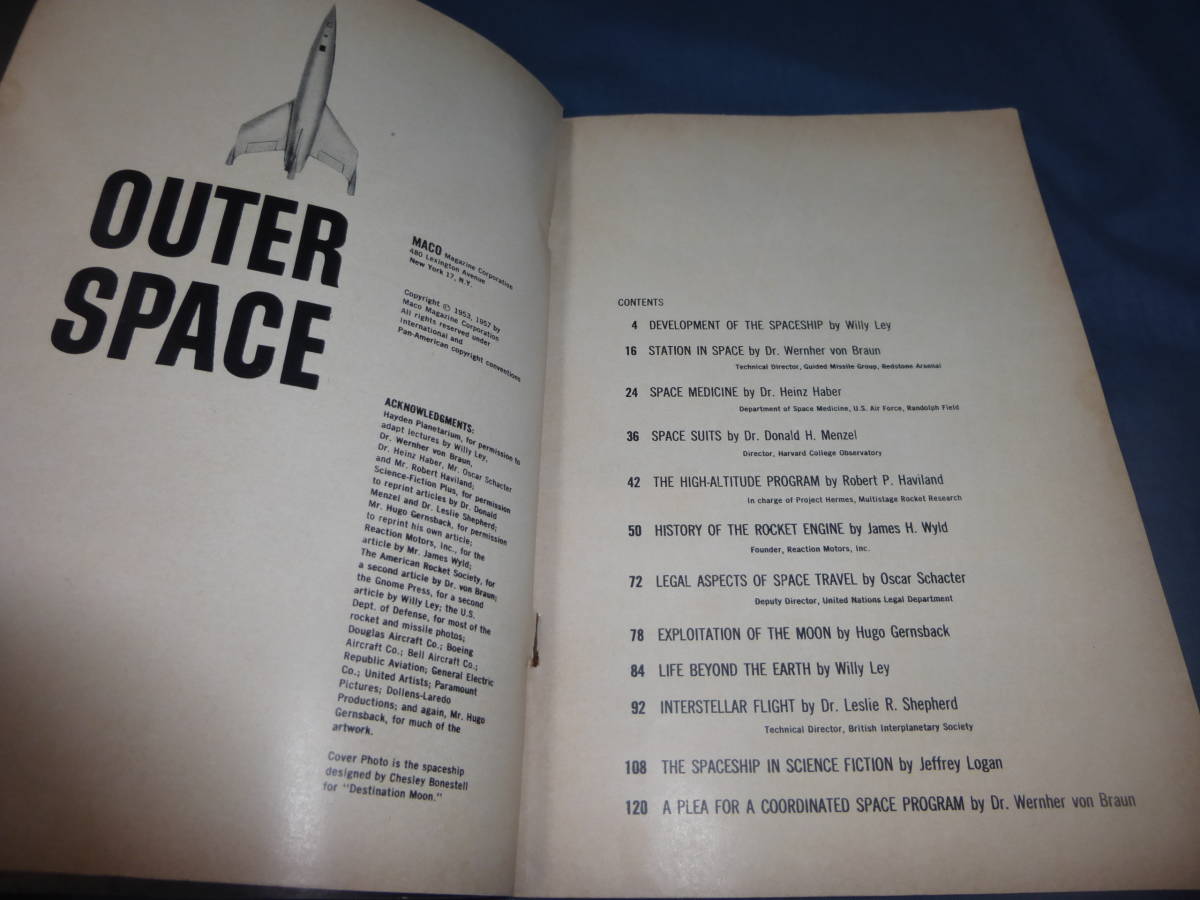 OUTER
SPACE
MACO Magazine Corporation
480 Lexington Avenue
New York 17, N.Y.
Copyright © 1953, 1957 by
Maco Magazine Corporation
All rights reserved under
International and
Pan-American copyright conventions
ACKNOWLEDGMENTS:
Hayden Planetarium, for permission to
adapt lectures by Willy Ley,
Dr. Wernher von Braun,
Dr. Heinz Haber, Mr. Oscar Schacter
and Mr. Robert Haviland;
Science-Fiction Plus, for permission
to reprint articles by Dr. Donald
Menzel and Dr. Leslie Shepherd;
Mr. Hugo Gernsback, for permission
to reprint his own article;
Reaction Motors, Inc., for the
article by Mr. James Wyld;
The American Rocket Society, for
a second article by Dr. von Braun;
the Gnome Press, for a second
article by Willy Ley; the U.S.
Dept. of Defense, for most of the
rocket and missile photos;
Douglas Aircraft Co.; Boeing
Aircraft Co.; Bell Aircraft Co.;
Republic Aviation; General Electric
Co.; United Artists; Paramount
Pictures; Dollens-Laredo
Productions; and again, Mr. Hugo
Gernsback, for much of the
artwork.
Cover Photo is the spaceship
designed by Chesley Bonestell
for "Destination Moon."
CONTENTS
4 DEVELOPMENT OF THE SPACESHIP by Willy Ley
16 STATION IN SPACE by Dr. Wernher von Braun
Technical Director, Guided Missile Group, Redstone Arsenal
24 SPACE MEDICINE by Dr. Heinz Haber
Department of Space Medicine, U.S. Air Force, Randolph Field
36 SPACE SUITS by Dr. Donald H. Menzel
Director, Harvard College Observatory
42 THE HIGH-ALTITUDE PROGRAM by Robert P. Haviland
In charge of Project Hermes, Multistage Rocket Research
50 HISTORY OF THE ROCKET ENGINE by James H. Wyld
Founder, Reaction Motors, Inc.
72 LEGAL ASPECTS OF SPACE TRAVEL by Oscar Schacter
Deputy Director, United Nations Legal Department
78 EXPLOITATION OF THE MOON by Hugo Gernsback
84 LIFE BEYOND THE EARTH by Willy Ley
92 INTERSTELLAR FLIGHT by Dr. Leslie R. Shepherd
Technical Director, British Interplanetary Society
108 THE SPACESHIP IN SCIENCE FICTION by Jeffrey Logan
120 A PLEA FOR A COORDINATED SPACE PROGRAM by Dr. Wernher von Braun